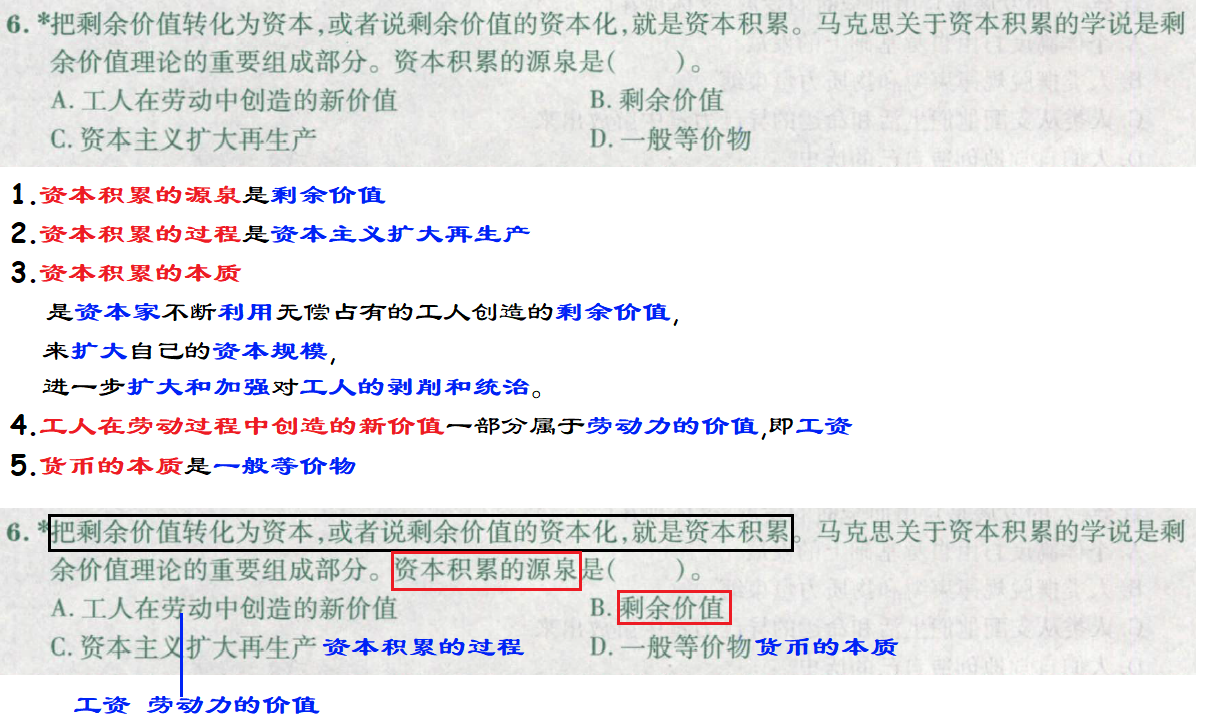 6. *把剩余价值转化为资本,或者说剩余价值的资本化,就是资本积累。马克思关于资本积累的学说是剩
余价值理论的重要组成部分。资本积累的源泉是(  )。
A. 工人在劳动中创造的新价值 B. 剩余价值
C. 资本主义扩大再生产 D. 一般等价物
1.资本积累的源泉是剩余价值
2.资本积累的过程是资本主义扩大再生产
3.资本积累的本质
是资本家不断利用无偿占有的工人创造的剩余价值,
来扩大自己的资本规模,
进一步扩大和加强对工人的剥削和统治。
4.工人在劳动过程中创造的新价值一部分属于劳动力的价值,即工资
5.货币的本质是一般等价物
6. *把剩余价值转化为资本,或者说剩余价值的资本化,就是资本积累。马克思关于资本积累的学说是剩
余价值理论的重要组成部分。资本积累的源泉是(  )。
A. 工人在劳动中创造的新价值 B. 剩余价值
C. 资本主义扩大再生产 资本积累的过程 D. 一般等价物 货币的本质
工资 劳动力的价值